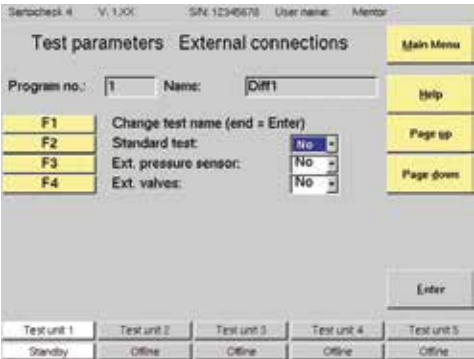 Sartocheck 4 V. 1.XX S/N: 12345678 User name: Mentor
Test parameters External connections
Main Menu
Program no.: 1 Name: Diff1
Help
F1 Change test name (end = Enter)
F2 Standard test: No
Page up
F3 Ext. pressure sensor: No
F4 Ext. valves: No
Page down
Enter
Test unit 1 Test unit 2 Test unit 3 Test unit 4 Test unit 5
Standby Offline Offline Offline Offline